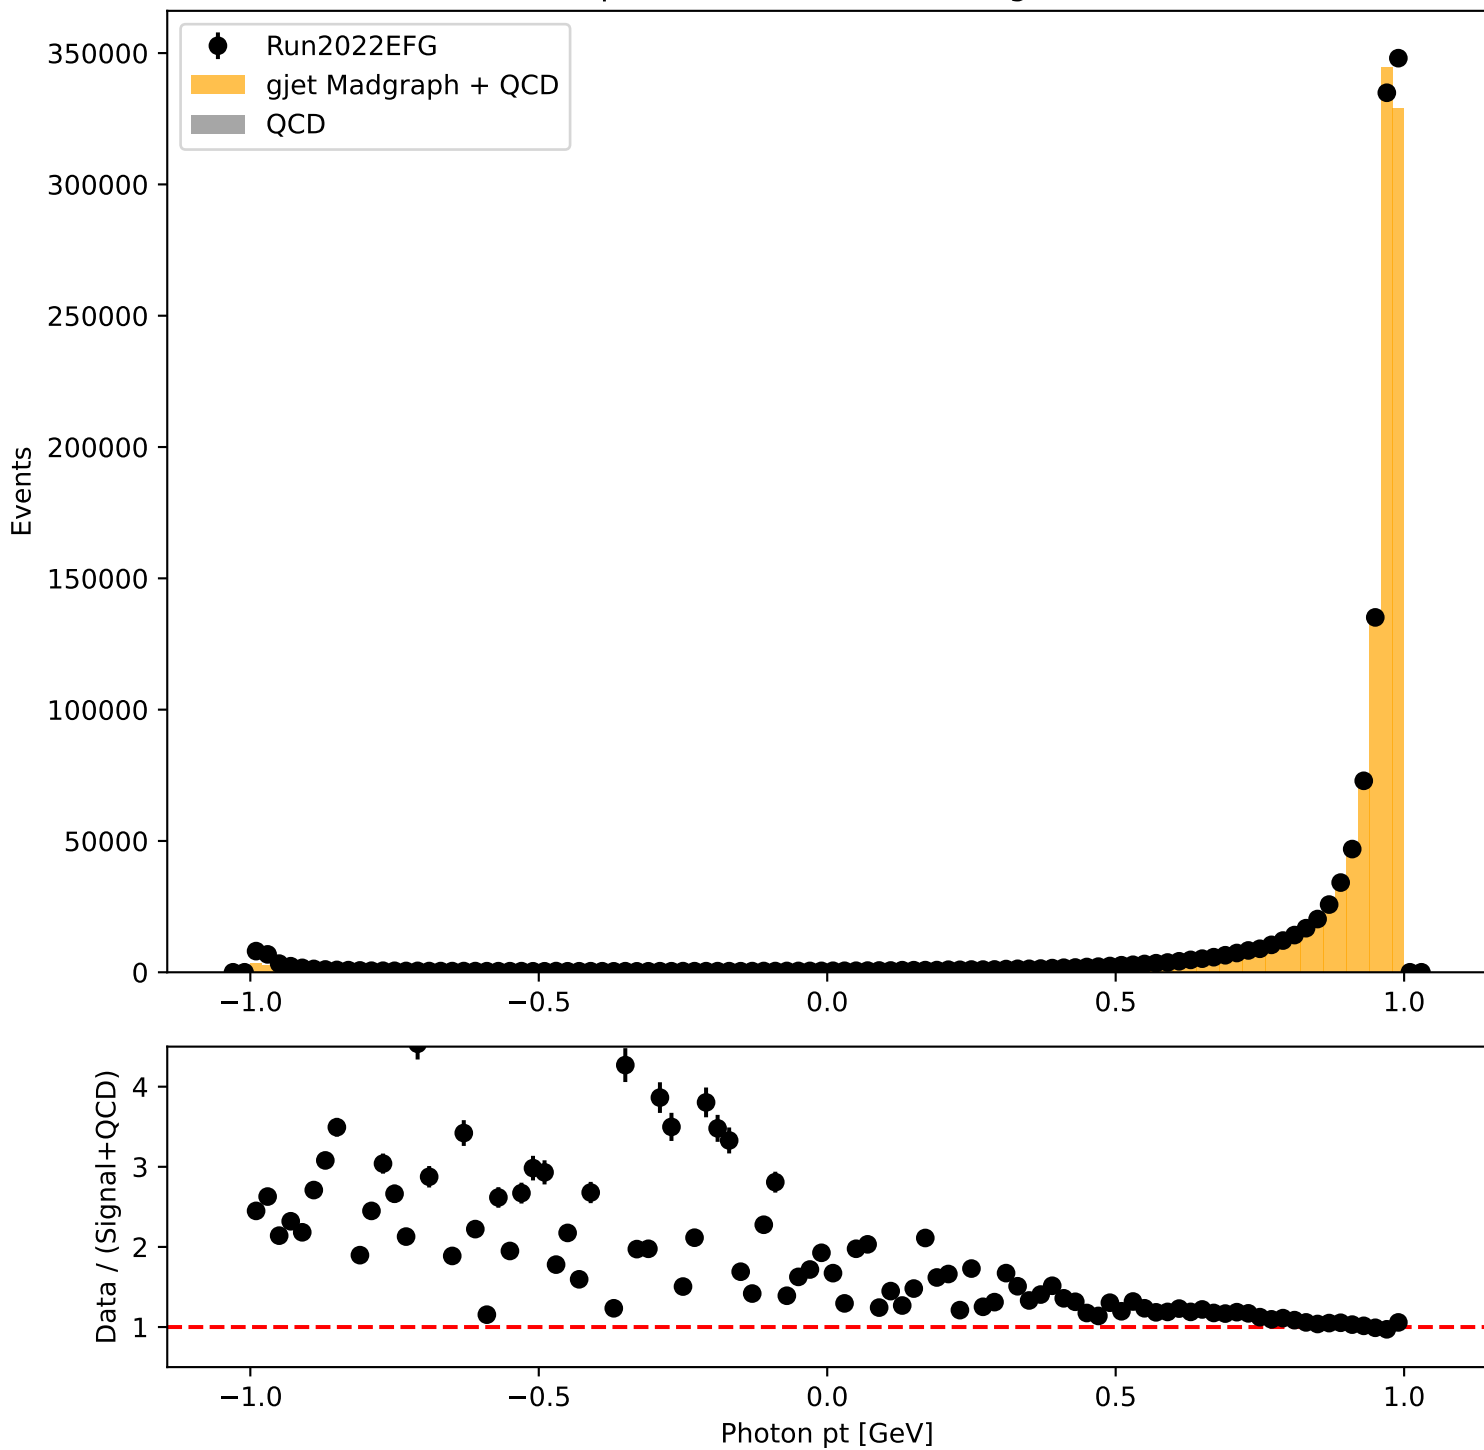 Run2022EFG
gjet Madgraph + QCD
QCD
Events
350000
300000
250000
200000
150000
100000
50000
0
−1.0 −0.5 0.0 0.5 1.0
Data / (Signal+QCD)
4
3
2
1
−1.0 −0.5 0.0 0.5 1.0
Photon pt [GeV]